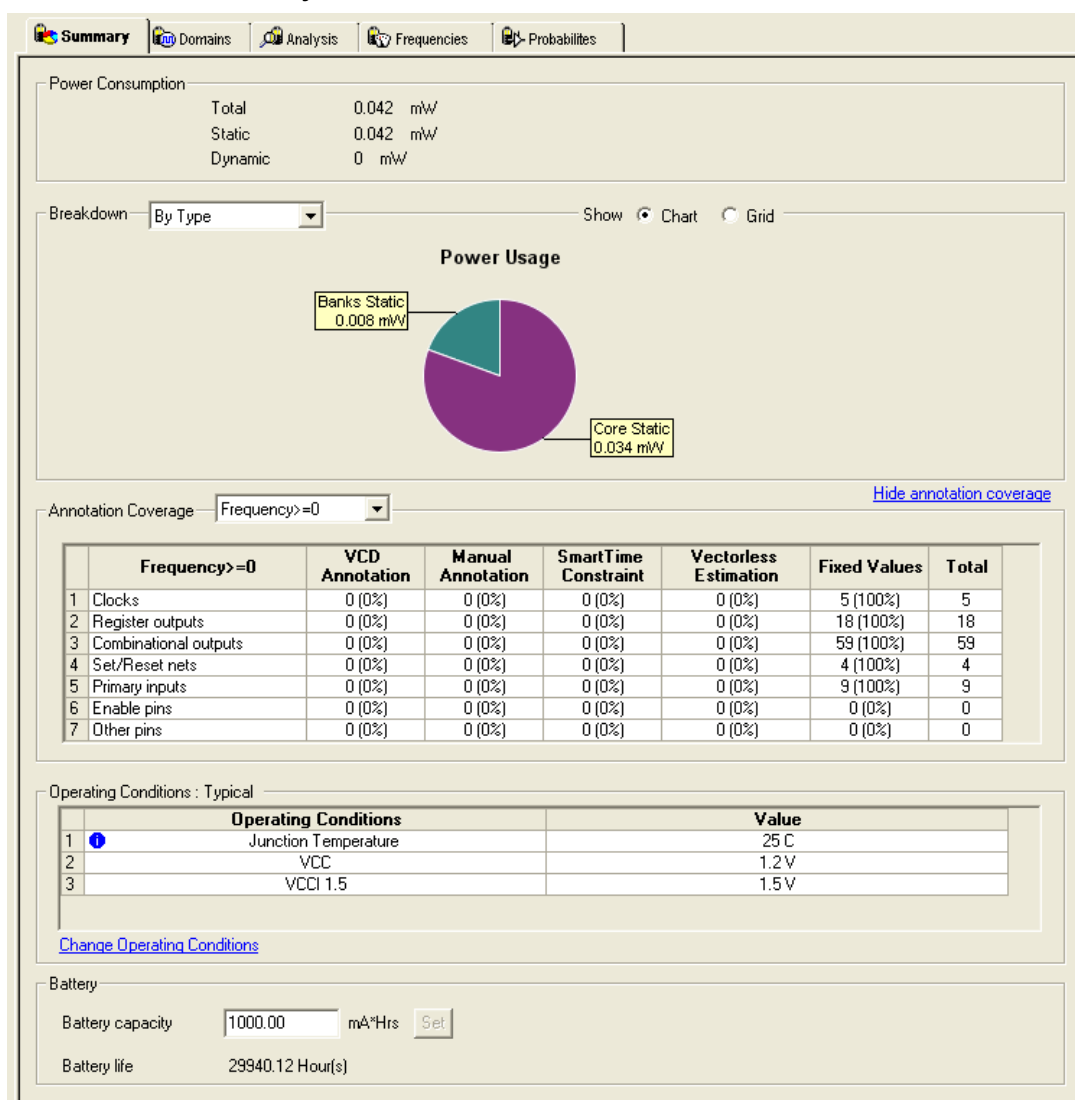 Summary Domains Analysis Frequencies Probabilites
Power Consumption
Total 0.042 mW
Static 0.042 mW
Dynamic 0 mW
Breakdown By Type Show Chart Grid
Power Usage
Banks Static
0.008 mW
Core Static
0.034 mW
Hide annotation coverage
Annotation Coverage Frequency>=0
Frequency>=0 VCD Annotation Manual Annotation SmartTime Constraint Vectorless Estimation Fixed Values Total
1 Clocks 0 (0%) 0 (0%) 0 (0%) 0 (0%) 5 (100%) 5
2 Register outputs 0 (0%) 0 (0%) 0 (0%) 0 (0%) 18 (100%) 18
3 Combinational outputs 0 (0%) 0 (0%) 0 (0%) 0 (0%) 59 (100%) 59
4 Set/Reset nets 0 (0%) 0 (0%) 0 (0%) 0 (0%) 4 (100%) 4
5 Primary inputs 0 (0%) 0 (0%) 0 (0%) 0 (0%) 9 (100%) 9
6 Enable pins 0 (0%) 0 (0%) 0 (0%) 0 (0%) 0 (0%) 0
7 Other pins 0 (0%) 0 (0%) 0 (0%) 0 (0%) 0 (0%) 0
Operating Conditions : Typical
Operating Conditions Value
1 Junction Temperature 25 C
2 VCC 1.2 V
3 VCCI 1.5 1.5 V
Change Operating Conditions
Battery
Battery capacity 1000.00 mA*Hrs Set
Battery life 29940.12 Hour(s)